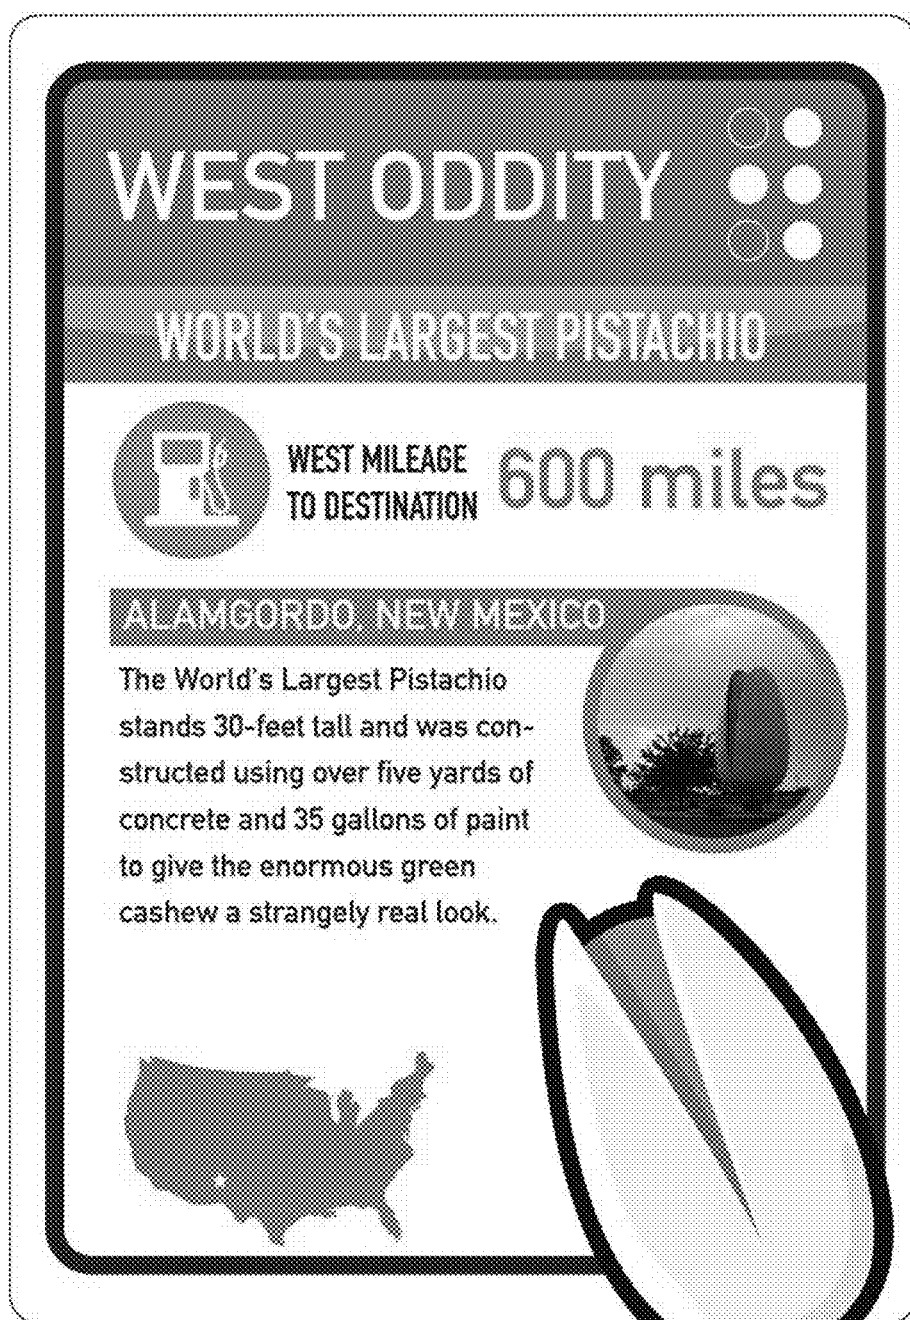 WEST ODDITY
WORLD'S LARGEST PISTACHIO
WEST MILEAGE
TO DESTINATION
600 miles
ALAMGORDO, NEW MEXICO
The World's Largest Pistachio
stands 30-feet tall and was con-
structed using over five yards of
concrete and 35 gallons of paint
to give the enormous green
cashew a strangely real look.